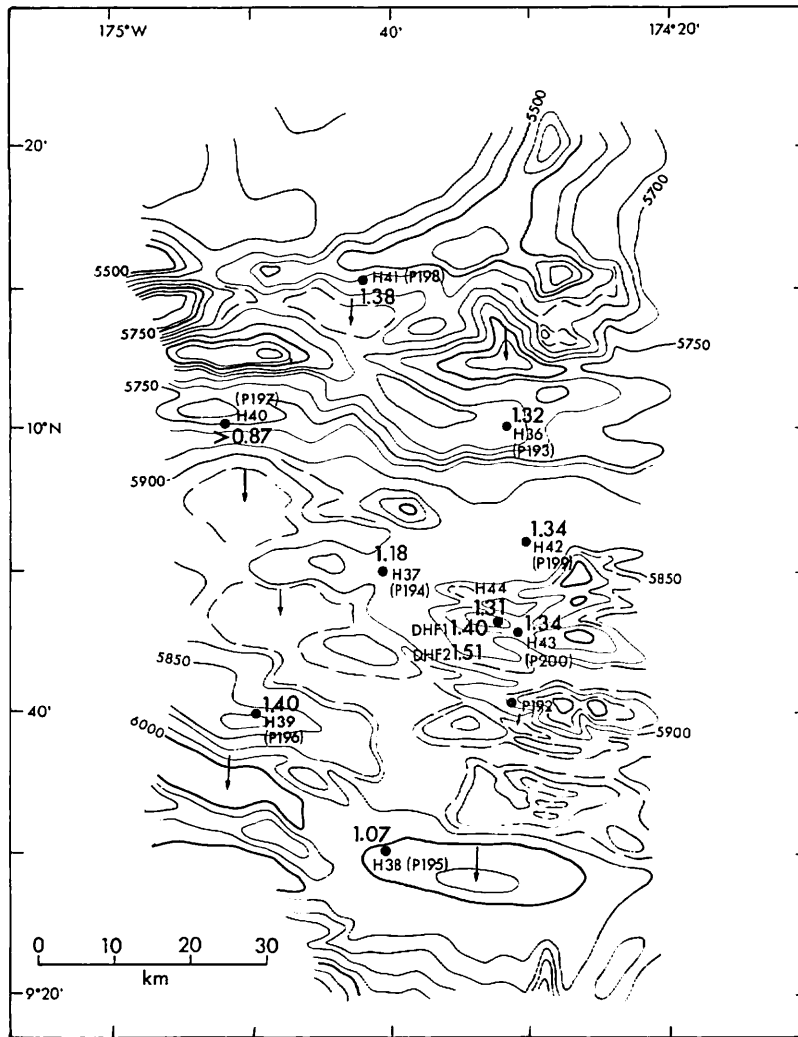 175°W 40' 174°20'
5500
20'
5700
5500
H41 (P198)
1.38
5750
5750
5750
(P197)
H40
>0.87
1.32
H36
(P193)
10°N
5900
1.34
H42
(P199)
1.18
H37
(P194)
5850
H44
1.31
DHF1 1.40
1.34
H43
(P200)
DHF2 1.51
5850
1.40
H39
(P196)
P192
40'
6000
5900
1.07
H38 (P195)
0 10 20 30
km
9°20'